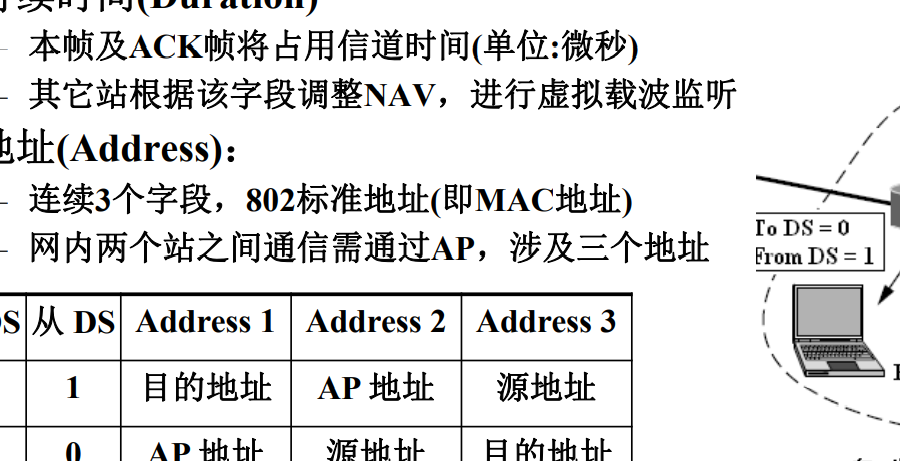 续时间(Duration)
– 本帧及ACK帧将占用信道时间(单位:微秒)
– 其它站根据该字段调整NAV，进行虚拟载波监听
地址(Address)：
– 连续3个字段，802标准地址(即MAC地址)
– 网内两个站之间通信需通过AP，涉及三个地址
To DS = 0
From DS = 1
DS 从 DS Address 1 Address 2 Address 3
1 目的地址 AP 地址 源地址
0 AP 地址 源地址 目的地址